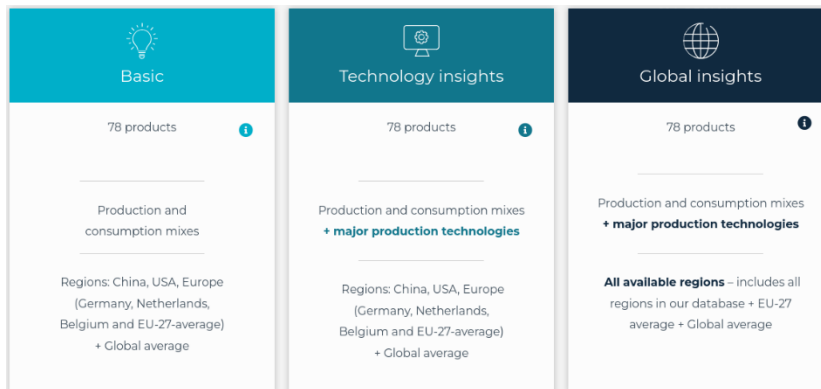 Basic
78 products
Production and
consumption mixes
Regions: China, USA, Europe
(Germany, Netherlands,
Belgium and EU-27-average)
+ Global average
Technology insights
78 products
Production and consumption mixes
+ major production technologies
Regions: China, USA, Europe
(Germany, Netherlands,
Belgium and EU-27-average)
+ Global average
Global insights
78 products
Production and consumption mixes
+ major production technologies
All available regions – includes all
regions in our database + EU-27
average + Global average